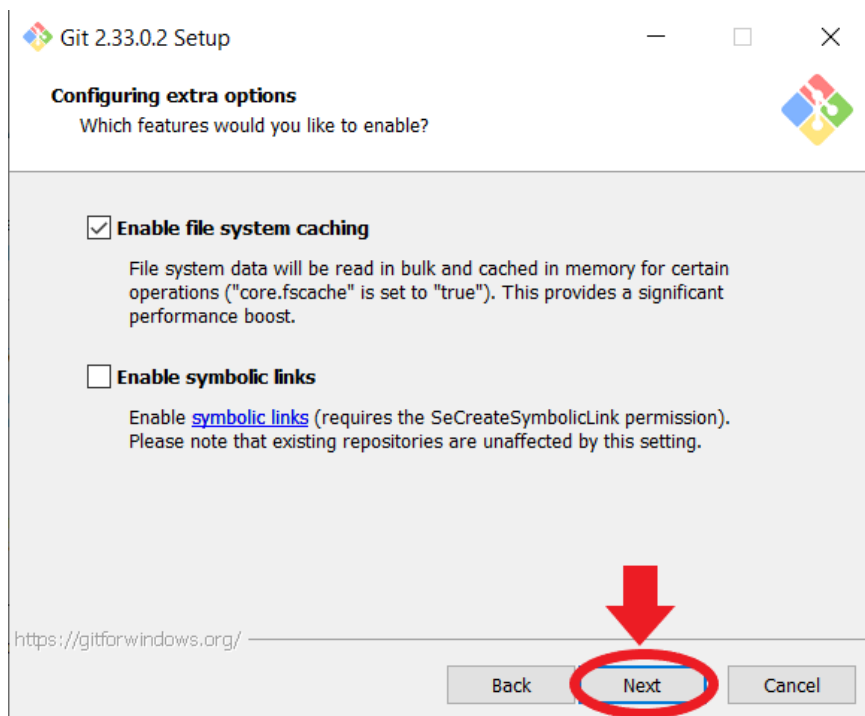 Git 2.33.0.2 Setup
Configuring extra options
Which features would you like to enable?
Enable file system caching
File system data will be read in bulk and cached in memory for certain
operations ("core.fscache" is set to "true"). This provides a significant
performance boost.
Enable symbolic links
Enable symbolic links (requires the SeCreateSymbolicLink permission).
Please note that existing repositories are unaffected by this setting.
https://gitforwindows.org/
Back Next Cancel